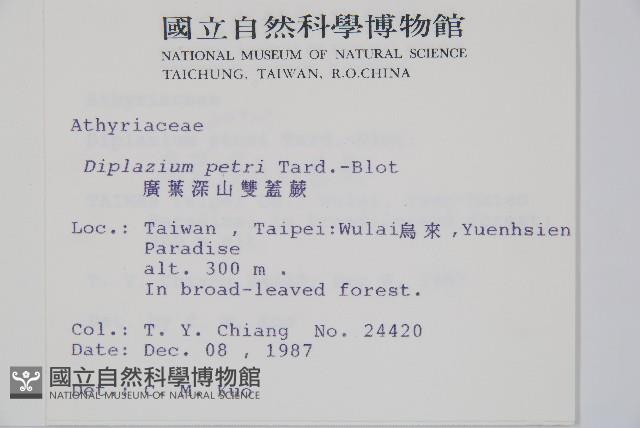 國立自然科學博物館
NATIONAL MUSEUM OF NATURAL SCIENCE
TAICHUNG, TAIWAN, R.O.CHINA
Athyriaceae
Diplazium petri Tard.-Blot
廣葉深山雙蓋蕨
Loc.: Taiwan , Taipei:Wulai烏來,Yuenhsien
Paradise
alt. 300 m .
In broad-leaved forest.
Col.: T. Y. Chiang No. 24420
Date: Dec. 08 , 1987
國立自然科學博物館
NATIONAL MUSEUM OF NATURAL SCIENCE
Det.: C. M. Kuo